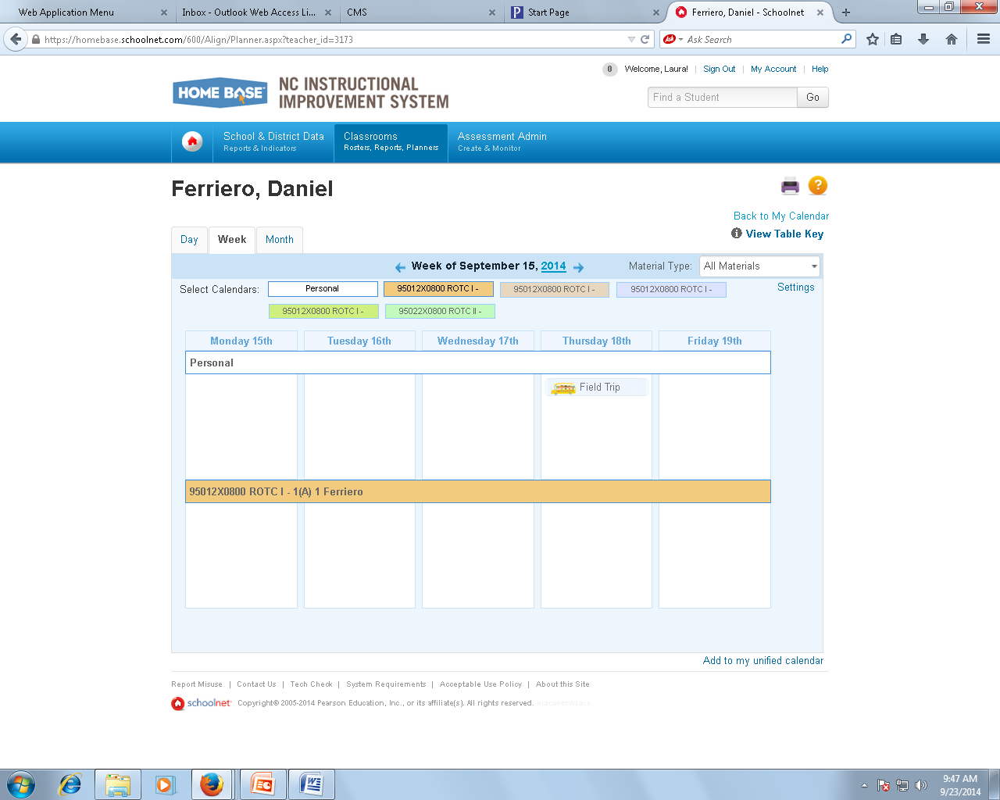 Web Application Menu
Inbox - Outlook Web Access Li...
CMS
Start Page
Ferriero, Daniel - Schoolnet
https://homebase.schoolnet.com/600/Align/Planner.aspx?teacher_id=3173
Ask
Ask Search
0 Welcome, Laura! | Sign Out | My Account | Help
HOME BASE
NC INSTRUCTIONAL
IMPROVEMENT SYSTEM
Find a Student
Go
School & District Data
Reports & Indicators
Classrooms
Rosters, Reports, Planners
Assessment Admin
Create & Monitor
Ferriero, Daniel
?
Back to My Calendar
View Table Key
Day
Week
Month
Week of September 15, 2014
Material Type: All Materials
Select Calendars:
Personal
95012X0800 ROTC I -
95012X0800 ROTC I -
95012X0800 ROTC I -
Settings
95012X0800 ROTC I -
95022X0800 ROTC II -
Monday 15th
Tuesday 16th
Wednesday 17th
Thursday 18th
Friday 19th
Personal
Field Trip
95012X0800 ROTC I - 1(A) 1 Ferriero
Add to my unified calendar
Report Misuse | Contact Us | Tech Check | System Requirements | Acceptable Use Policy | About this Site
schoolnet Copyright© 2005-2014 Pearson Education, Inc., or its affiliate(s). All rights reserved.
9:47 AM
9/23/2014